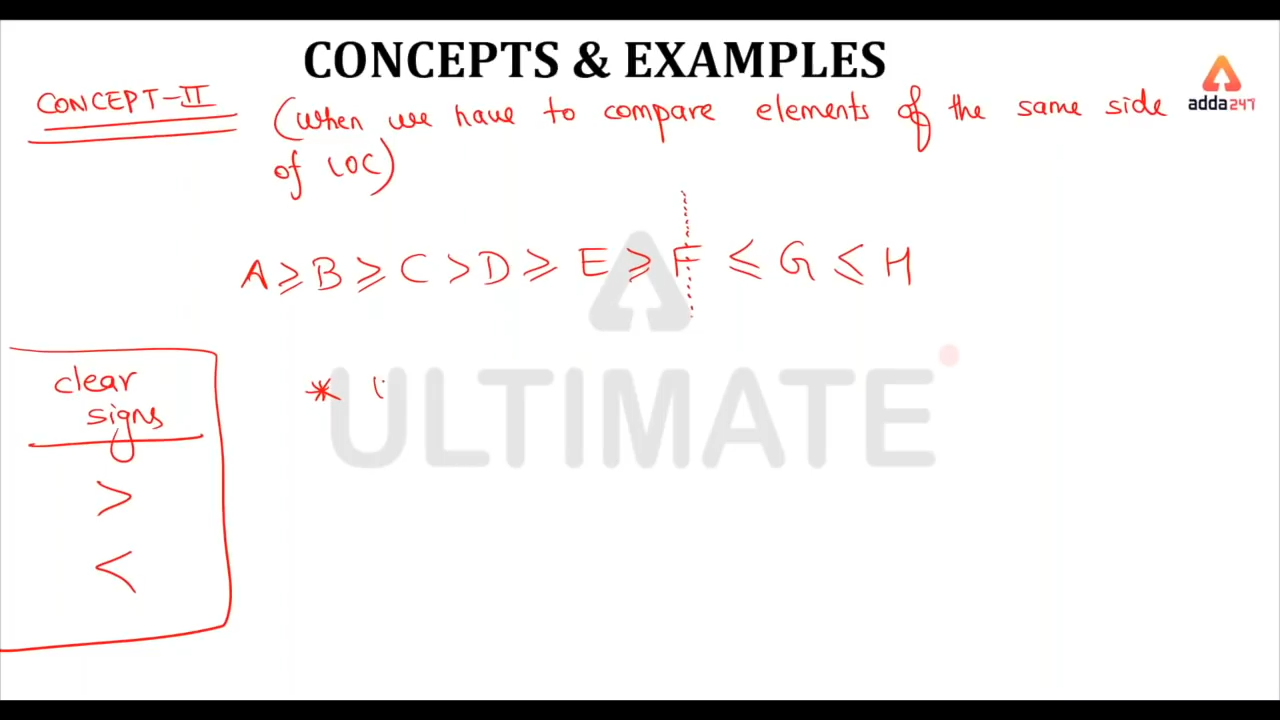 CONCEPTS & EXAMPLES
CONCEPT-II
(when we have to compare elements of the same side
of LOC)
adda247
A ≥ B ≥ C > D ≥ E ≥ F ≤ G ≤ H
clear
signs
>
<
*
ULTIMATE